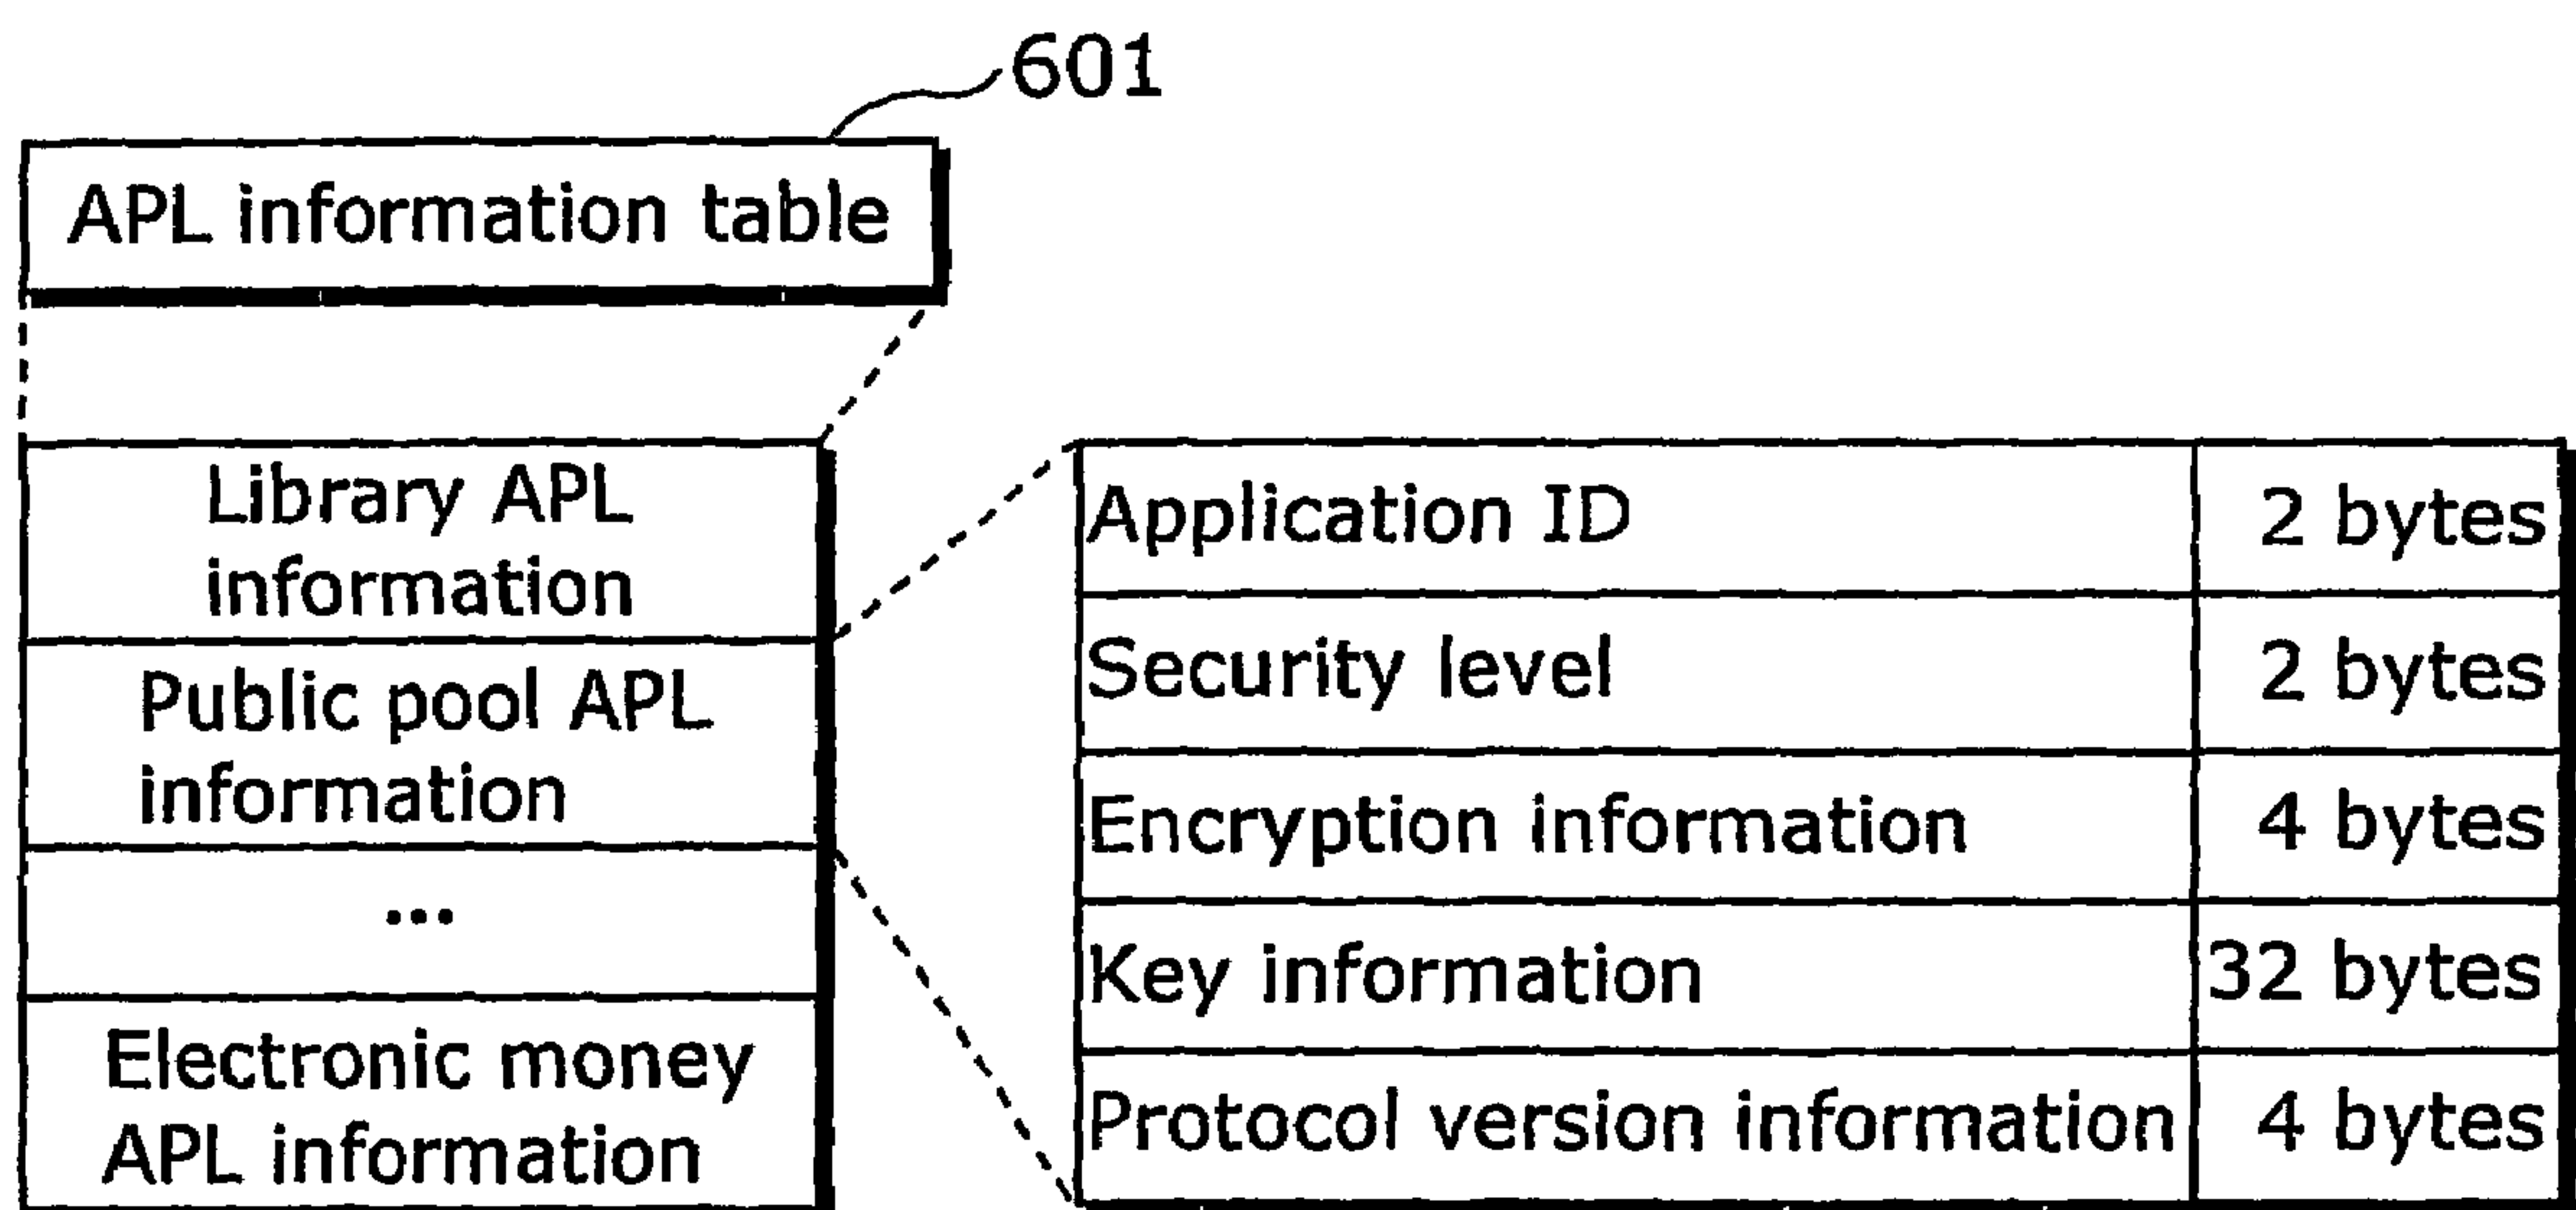 601
APL information table
Library APL
information
Public pool APL
information
...
Electronic money
APL information
Application ID 2 bytes
Security level 2 bytes
Encryption information 4 bytes
Key information 32 bytes
Protocol version information 4 bytes